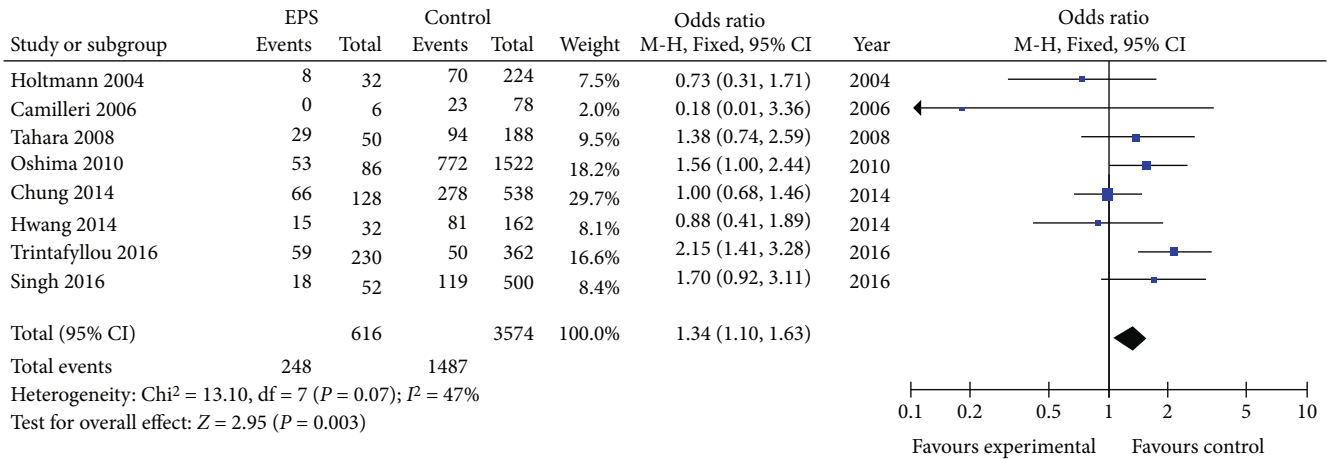 EPS Control Odds ratio Odds ratio
Study or subgroup Events Total Events Total Weight M-H, Fixed, 95% CI Year M-H, Fixed, 95% CI
Holtmann 2004 8 32 70 224 7.5% 0.73 (0.31, 1.71) 2004
Camilleri 2006 0 6 23 78 2.0% 0.18 (0.01, 3.36) 2006
Tahara 2008 29 50 94 188 9.5% 1.38 (0.74, 2.59) 2008
Oshima 2010 53 86 772 1522 18.2% 1.56 (1.00, 2.44) 2010
Chung 2014 66 128 278 538 29.7% 1.00 (0.68, 1.46) 2014
Hwang 2014 15 32 81 162 8.1% 0.88 (0.41, 1.89) 2014
Trintafyllou 2016 59 230 50 362 16.6% 2.15 (1.41, 3.28) 2016
Singh 2016 18 52 119 500 8.4% 1.70 (0.92, 3.11) 2016
Total (95% CI) 616 3574 100.0% 1.34 (1.10, 1.63)
Total events 248 1487
Heterogeneity: Chi² = 13.10, df = 7 (P = 0.07); I² = 47%
Test for overall effect: Z = 2.95 (P = 0.003)
0.1 0.2 0.5 1 2 5 10
Favours experimental Favours control